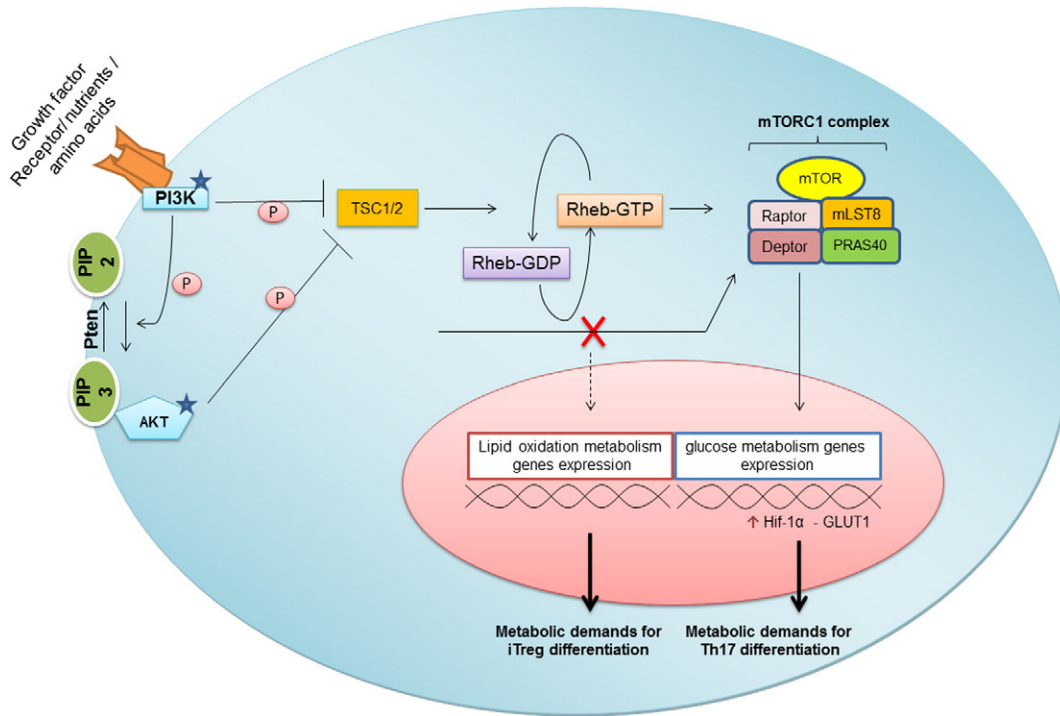 Growth factor
Receptor/ nutrients /
amino acids
PI3K
P
TSC1/2
Rheb-GTP
Rheb-GDP
mTORC1 complex
mTOR
Raptor
mLST8
Deptor
PRAS40
PIP
2
P
P
Pten
PIP
3
AKT
X
Lipid oxidation metabolism
genes expression
glucose metabolism genes
expression
↑ Hif-1α - GLUT1
Metabolic demands for
iTreg differentiation
Metabolic demands for
Th17 differentiation